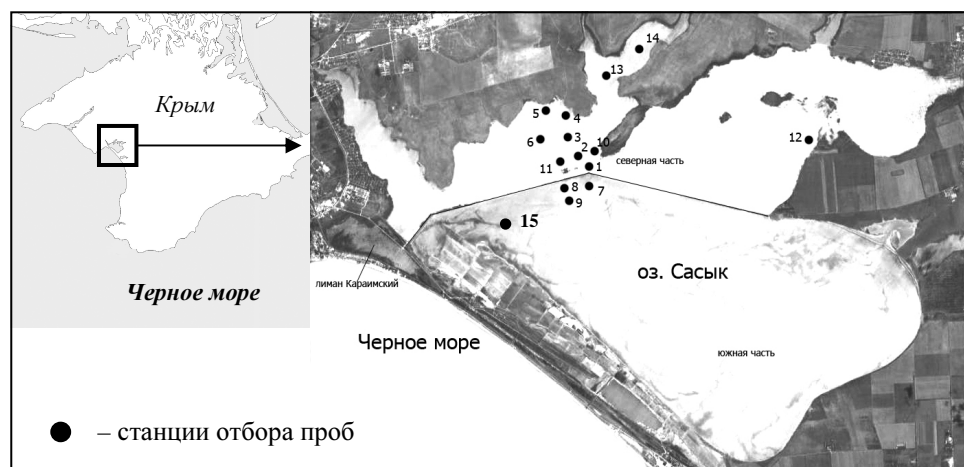 Крым
Черное море
14
13
5
4
3
6
2
10
12
11
1
северная часть
8
7
9
15
оз. Сасык
лиман Караимский
Черное море
южная часть
– станции отбора проб